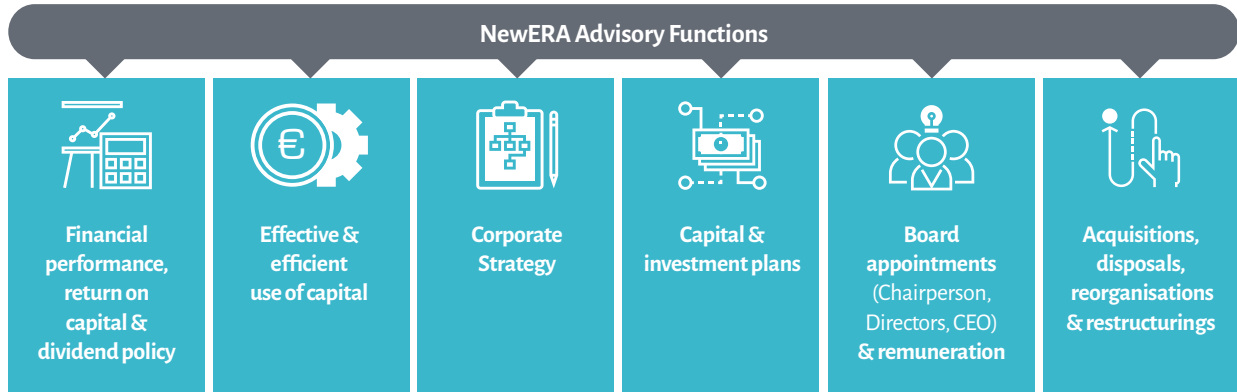 NewERA Advisory Functions
€
Financial
performance,
return on
capital &
dividend policy
Effective &
efficient
use of capital
Corporate
Strategy
Capital &
investment plans
Board
appointments
(Chairperson,
Directors, CEO)
& remuneration
Acquisitions,
disposals,
reorganisations
& restructurings